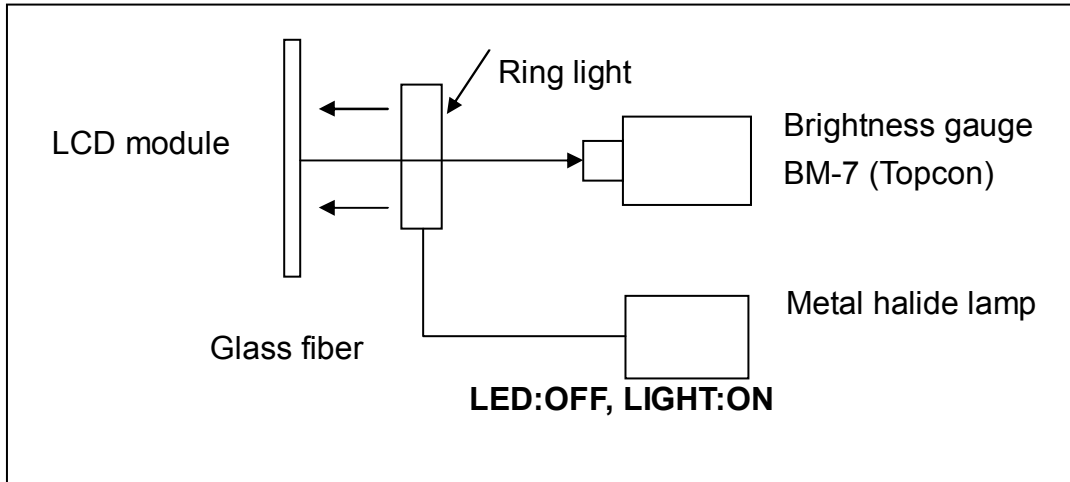 Ring light
LCD module
Brightness gauge
BM-7 (Topcon)
Metal halide lamp
Glass fiber
LED:OFF, LIGHT:ON